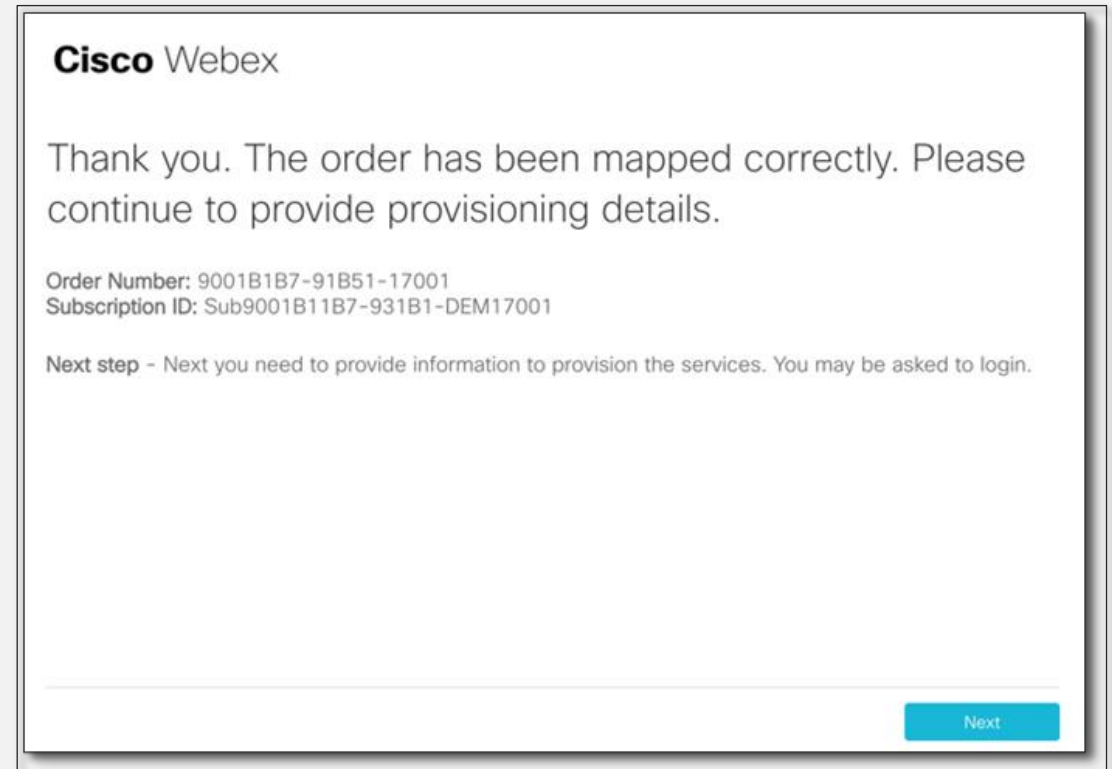 Cisco Webex
Thank you. The order has been mapped correctly. Please
continue to provide provisioning details.
Order Number: 9001B1B7-91B51-17001
Subscription ID: Sub9001B11B7-931B1-DEM17001
Next step - Next you need to provide information to provision the services. You may be asked to login.
Next